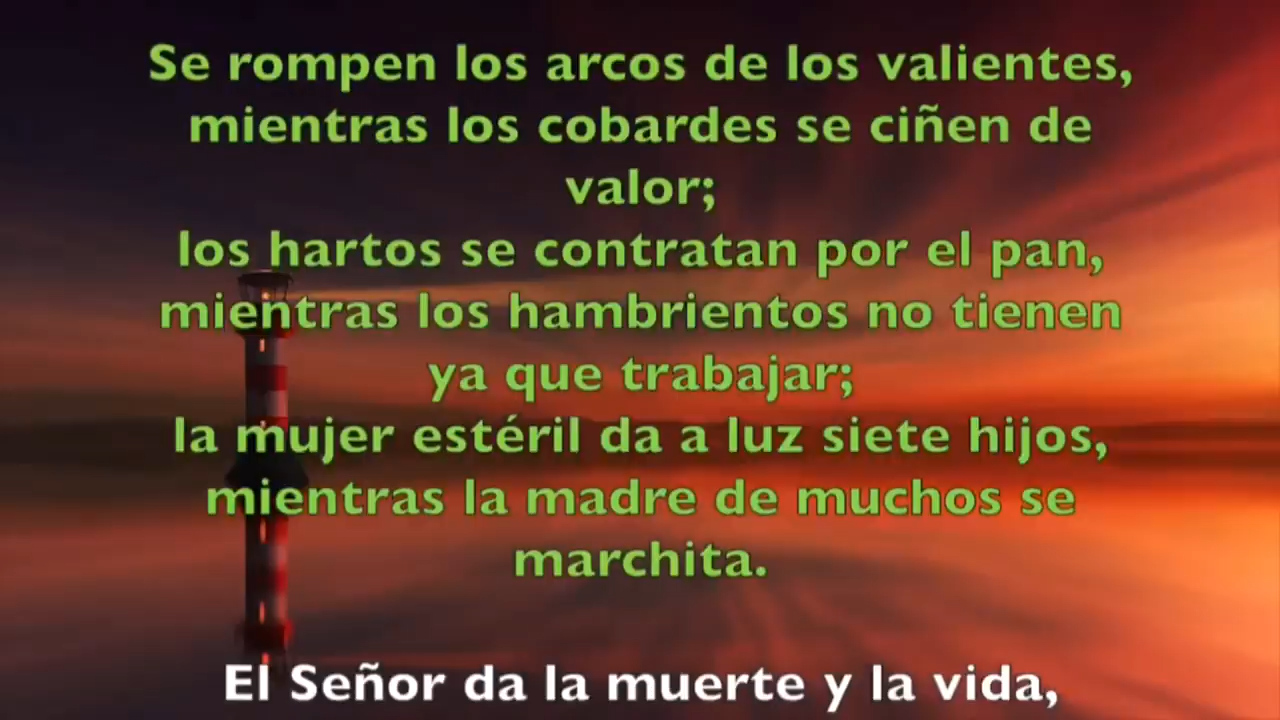 Se rompen los arcos de los valientes,
mientras los cobardes se ciñen de
valor;
los hartos se contratan por el pan,
mientras los hambrientos no tienen
ya que trabajar;
la mujer estéril da a luz siete hijos,
mientras la madre de muchos se
marchita.
El Señor da la muerte y la vida,